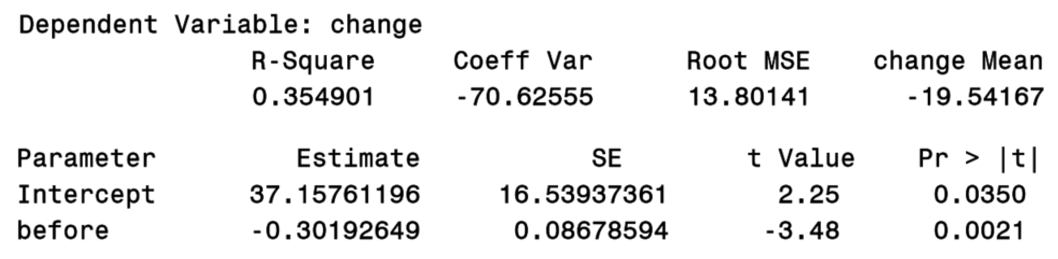 Dependent Variable: change
R-Square Coeff Var Root MSE change Mean
0.354901 -70.62555 13.80141 -19.54167
Parameter Estimate SE t Value Pr > |t|
Intercept 37.15761196 16.53937361 2.25 0.0350
before -0.30192649 0.08678594 -3.48 0.0021